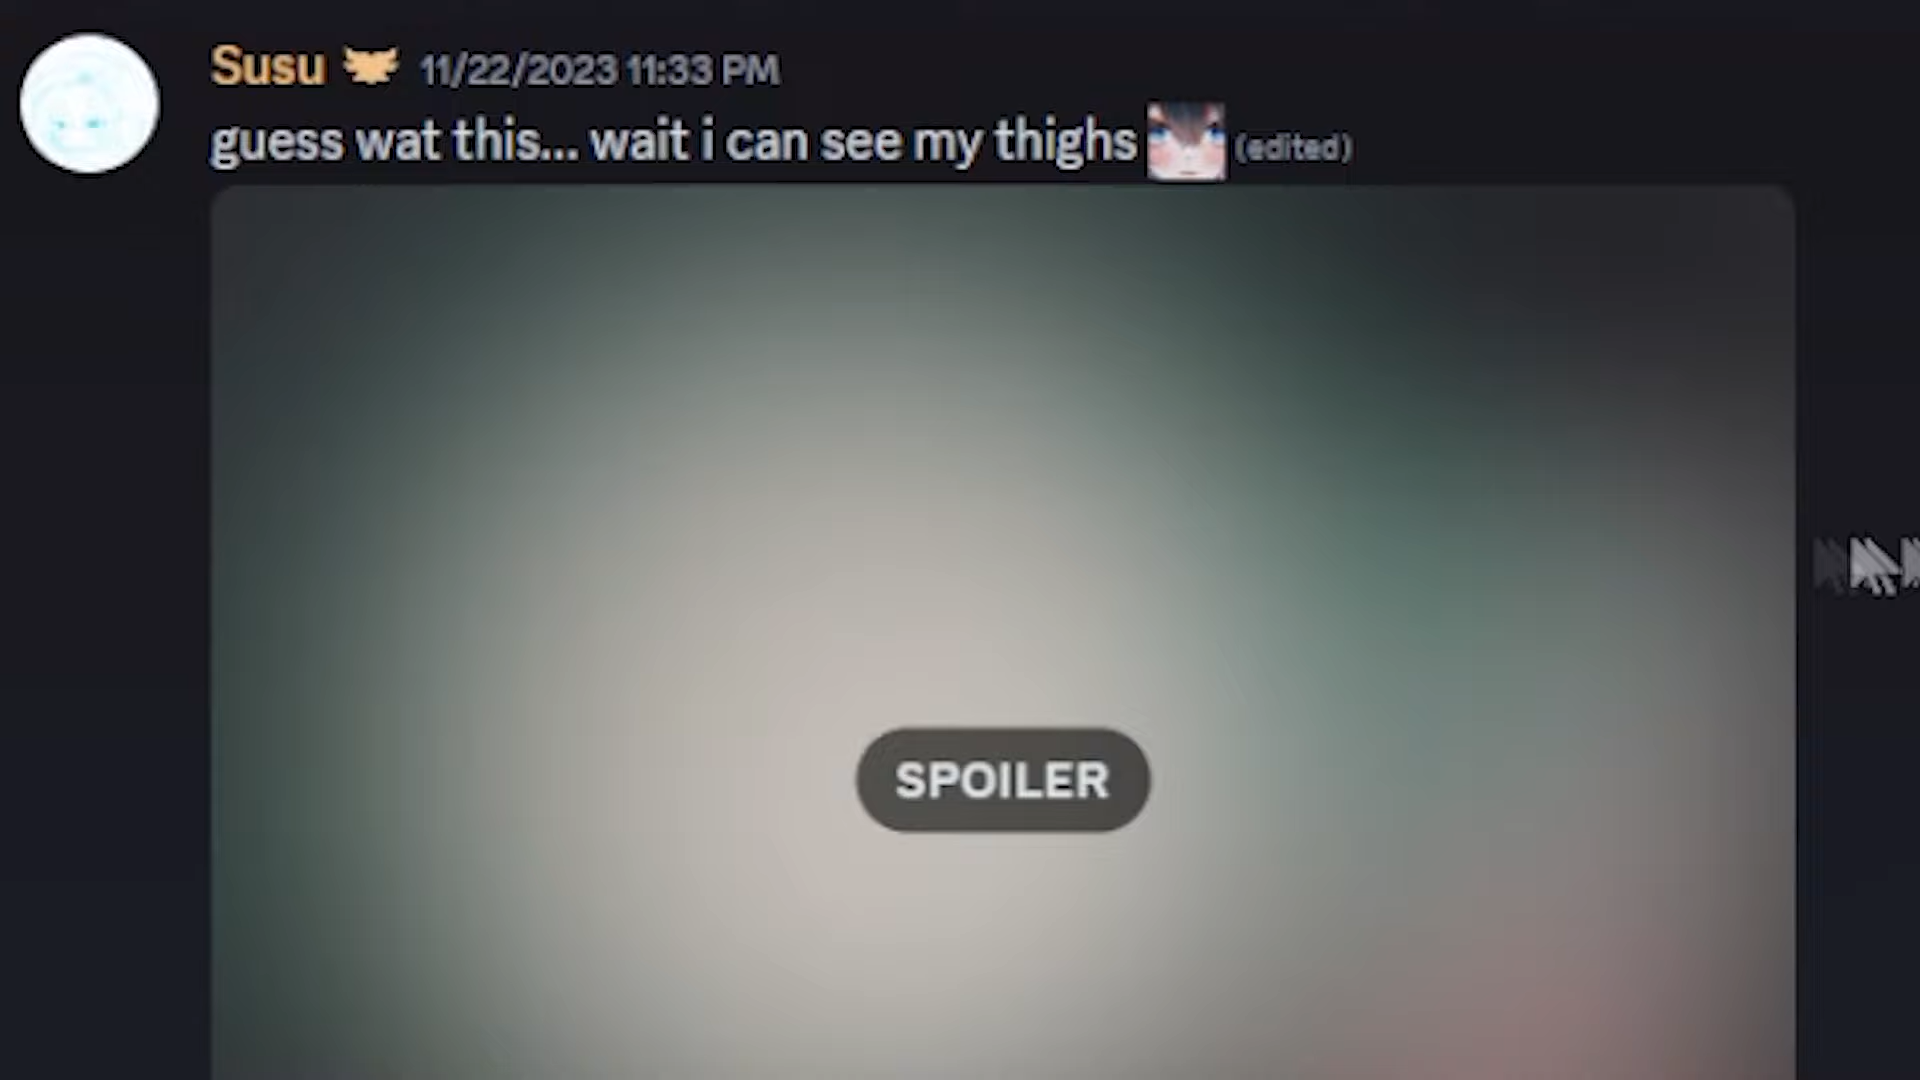 Susu 11/22/2023 11:33 PM
guess wat this... wait i can see my thighs (edited)
SPOILER